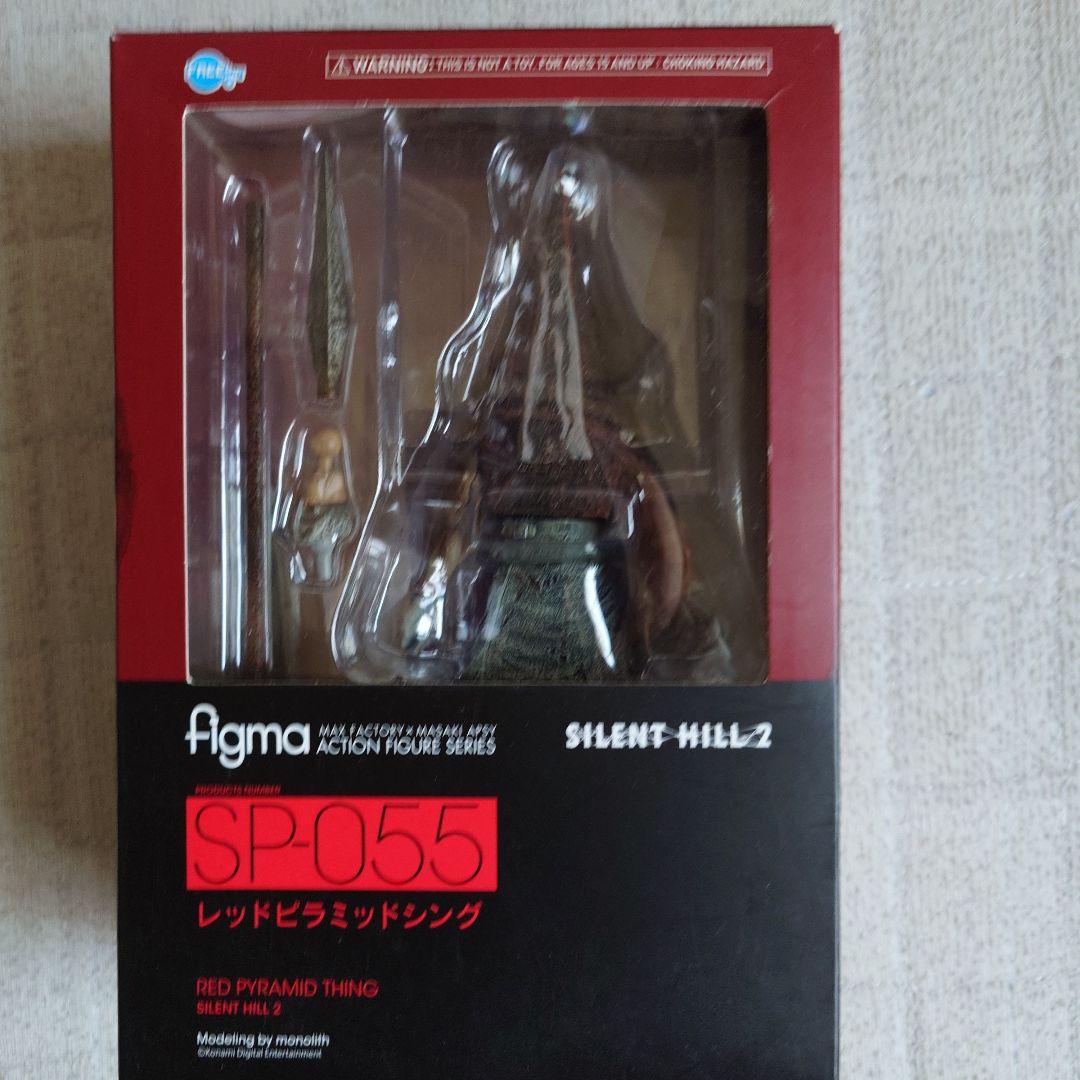 FREEing
WARNING: THIS IS NOT A TOY. FOR AGES 15 AND UP / CHOKING HAZARD
figma
MAX FACTORY × MASAKI APSY
ACTION FIGURE SERIES
SILENT HILL 2
PRODUCTS NUMBER
SP-055
レッドピラミッドシング
RED PYRAMID THING
SILENT HILL 2
Modeling by monolith
©Konami Digital Entertainment